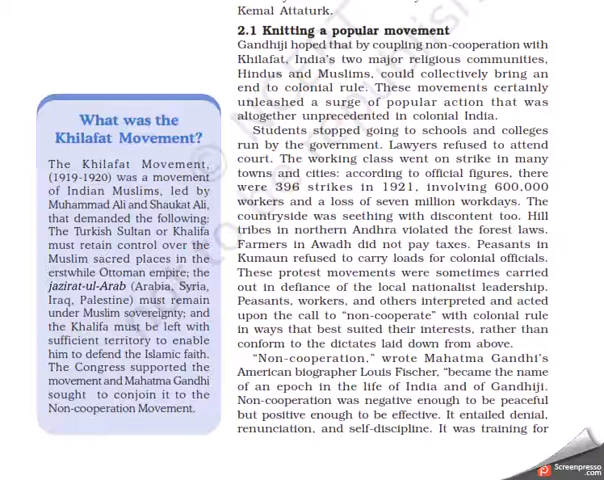 Kemal Attaturk.
2.1 Knitting a popular movement
Gandhiji hoped that by coupling non-cooperation with
Khilafat, India's two major religious communities,
Hindus and Muslims, could collectively bring an
end to colonial rule. These movements certainly
unleashed a surge of popular action that was
altogether unprecedented in colonial India.
Students stopped going to schools and colleges
run by the government. Lawyers refused to attend
court. The working class went on strike in many
towns and cities: according to official figures, there
were 396 strikes in 1921, involving 600,000
workers and a loss of seven million workdays. The
countryside was seething with discontent too. Hill
tribes in northern Andhra violated the forest laws.
Farmers in Awadh did not pay taxes. Peasants in
Kumaun refused to carry loads for colonial officials.
These protest movements were sometimes carried
out in defiance of the local nationalist leadership.
Peasants, workers, and others interpreted and acted
upon the call to "non-cooperate" with colonial rule
in ways that best suited their interests, rather than
conform to the dictates laid down from above.
"Non-cooperation," wrote Mahatma Gandhi's
American biographer Louis Fischer, "became the name
of an epoch in the life of India and of Gandhiji.
Non-cooperation was negative enough to be peaceful
but positive enough to be effective. It entailed denial,
renunciation, and self-discipline. It was training for
What was the
Khilafat Movement?
The Khilafat Movement,
(1919-1920) was a movement
of Indian Muslims, led by
Muhammad Ali and Shaukat Ali,
that demanded the following:
The Turkish Sultan or Khalifa
must retain control over the
Muslim sacred places in the
erstwhile Ottoman empire; the
jazirat-ul-Arab (Arabia, Syria,
Iraq, Palestine) must remain
under Muslim sovereignty; and
the Khalifa must be left with
sufficient territory to enable
him to defend the Islamic faith.
The Congress supported the
movement and Mahatma Gandhi
sought to conjoin it to the
Non-cooperation Movement.
Screenpresso